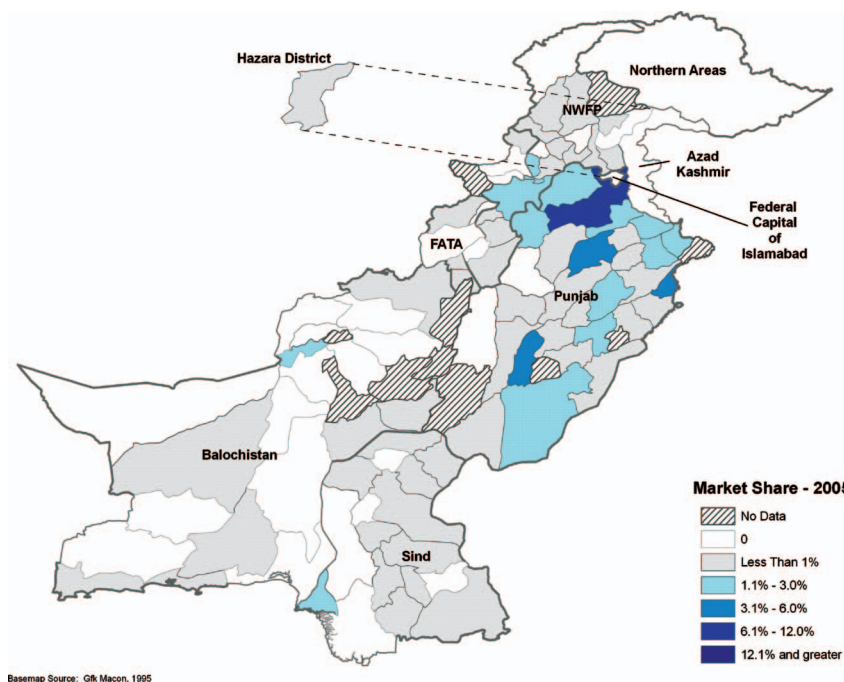 Hazara District
Northern Areas
NWFP
Azad
Kashmir
Federal
Capital
of
Islamabad
FATA
Punjab
Balochistan
Sind
Market Share - 2005
No Data
0
Less Than 1%
1.1% - 3.0%
3.1% - 6.0%
6.1% - 12.0%
12.1% and greater
Basemap Source: Gfk Macon, 1995